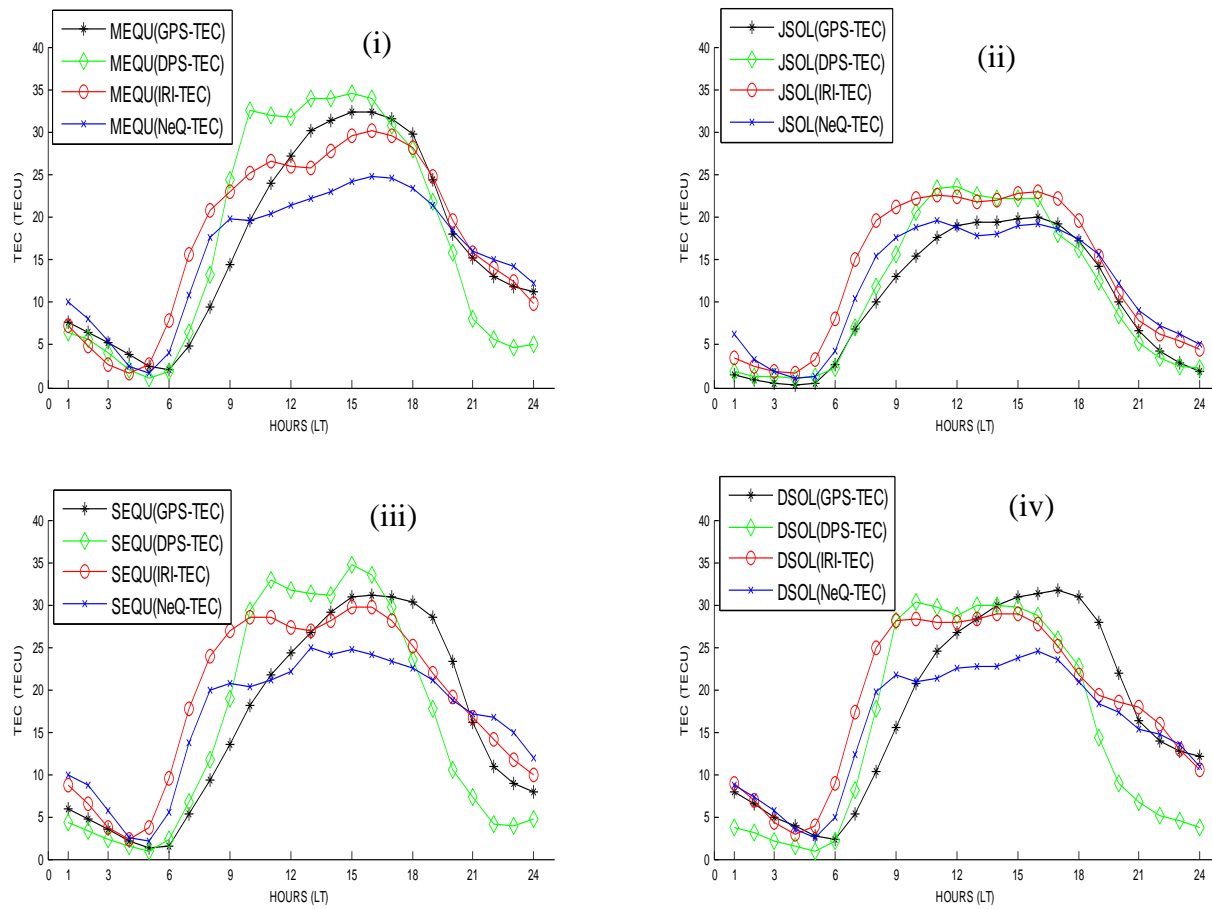 MEQU(GPS-TEC)
MEQU(DPS-TEC)
MEQU(IRI-TEC)
MEQU(NeQ-TEC)
(i)
TEC (TECU)
40
35
30
25
20
15
10
5
0
0 1 3 6 9 12 15 18 21 24
HOURS (LT)
JSOL(GPS-TEC)
JSOL(DPS-TEC)
JSOL(IRI-TEC)
JSOL(NeQ-TEC)
(ii)
TEC (TECU)
40
35
30
25
20
15
10
5
0
0 1 3 6 9 12 15 18 21 24
HOURS (LT)
SEQU(GPS-TEC)
SEQU(DPS-TEC)
SEQU(IRI-TEC)
SEQU(NeQ-TEC)
(iii)
TEC (TECU)
40
35
30
25
20
15
10
5
0
0 1 3 6 9 12 15 18 21 24
HOURS (LT)
DSOL(GPS-TEC)
DSOL(DPS-TEC)
DSOL(IRI-TEC)
DSOL(NeQ-TEC)
(iv)
TEC (TECU)
40
35
30
25
20
15
10
5
0
0 1 3 6 9 12 15 18 21 24
HOURS (LT)